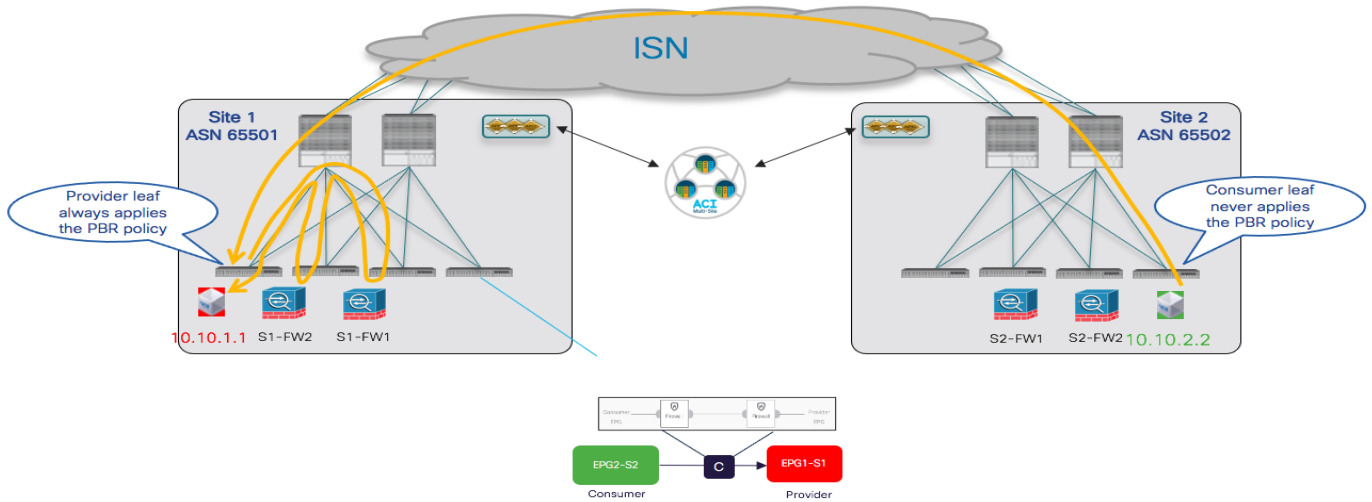 ISN
Site 1
ASN 65501
Site 2
ASN 65502
Provider leaf
always applies
the PBR policy
ACI
Multi-Site
Consumer leaf
never applies
the PBR policy
10.10.1.1
S1-FW2
S1-FW1
S2-FW1
S2-FW2
10.10.2.2
Consumer
EPG
Firewall
Provider
EPG
EPG2-S2
C
EPG1-S1
Consumer
Provider